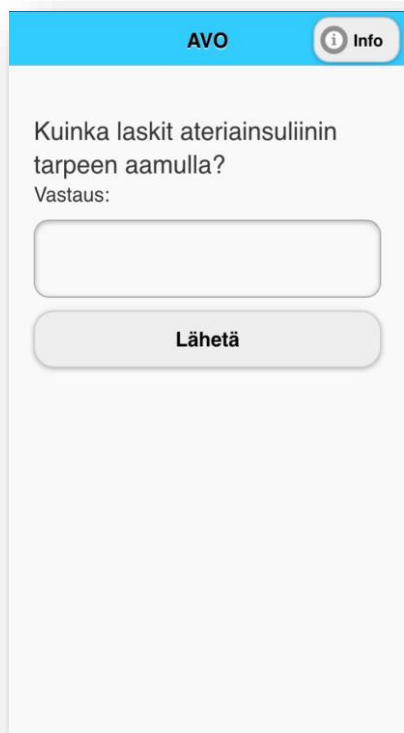 AVO
Info
Kuinka laskit ateriainsuliinin
tarpeen aamulla?
Vastaus:
Lähetä